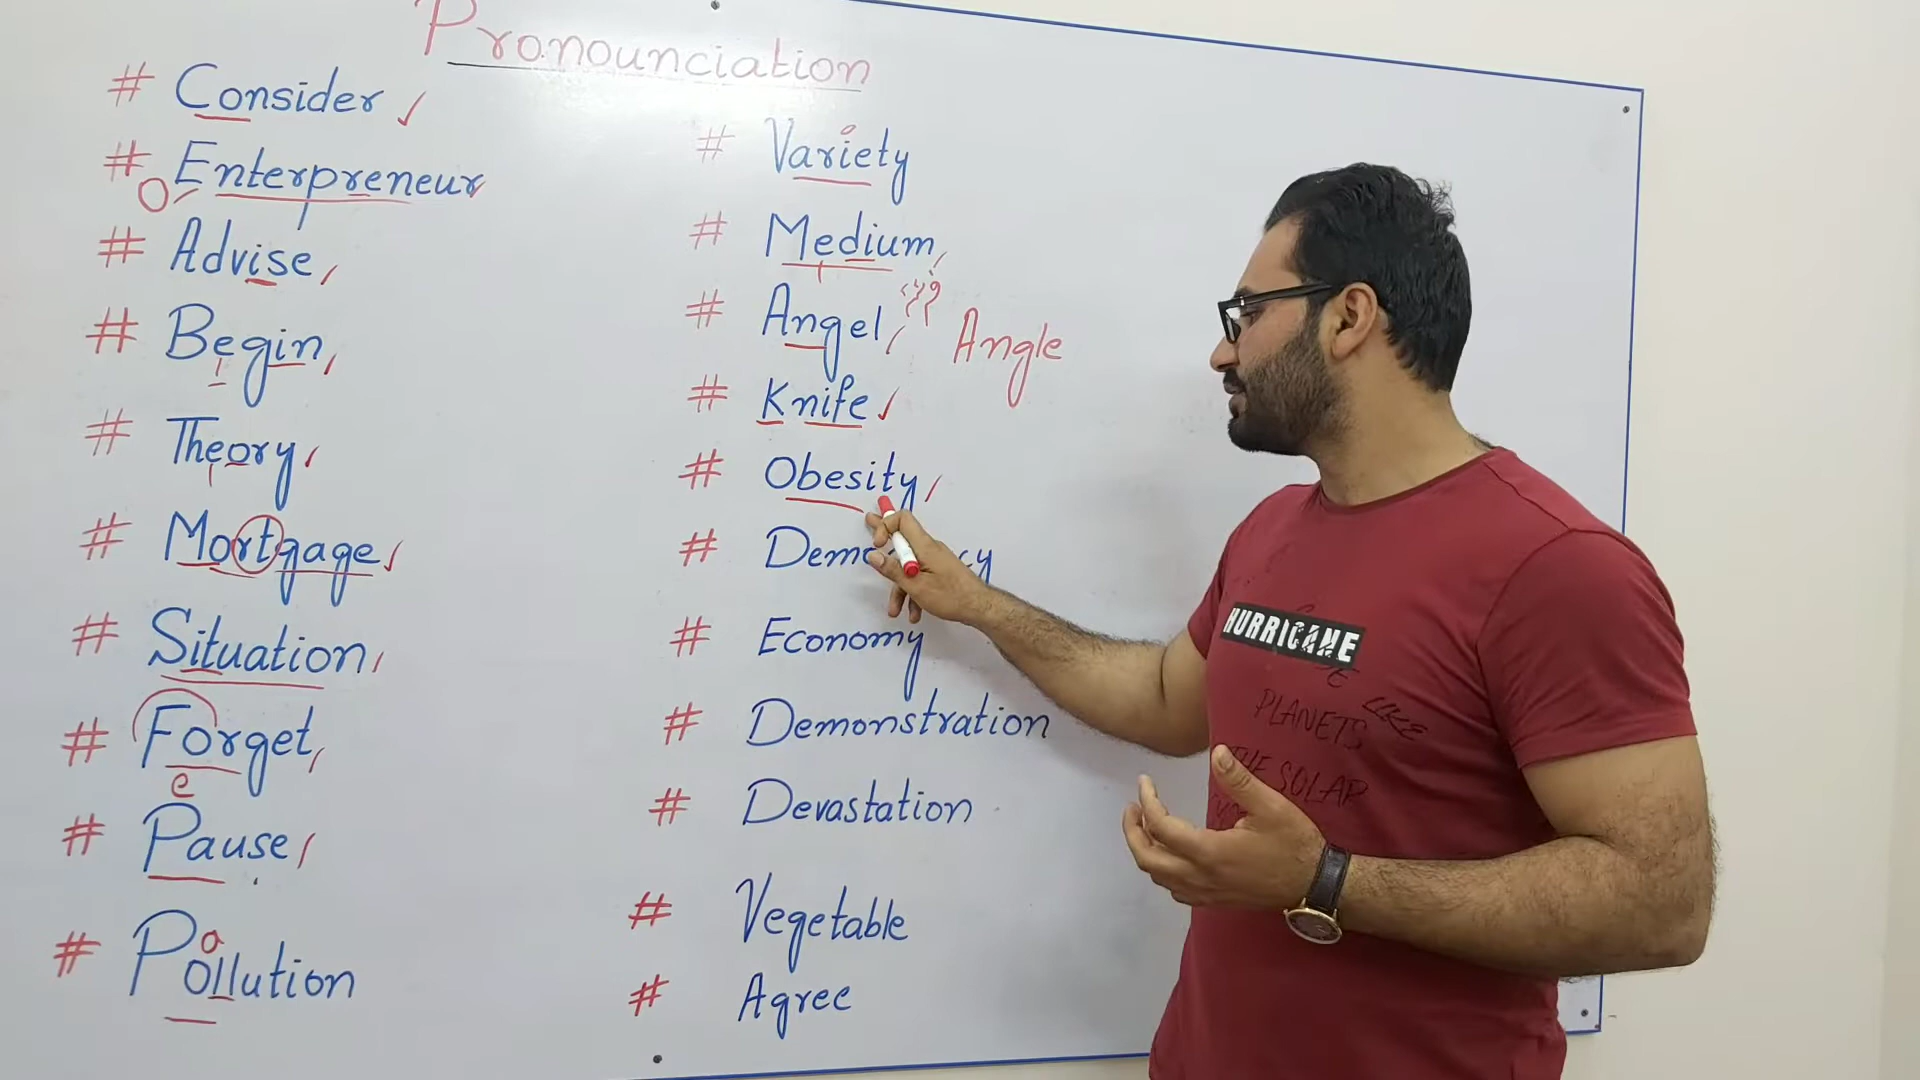 Pronounciation
# Consider
# Enterpreneur
O
# Advise
# Begin
# Theory
# Mortgage
# Situation
# Forget
e
# Pause
a
# Pollution
# Variety
# Medium
# Angel
Angle
# Knife
# Obesity
# Economy
# Demonstration
# Devastation
# Vegetable
# Agree
HURRICANE
LIKE
PLANETS
THE SOLAR